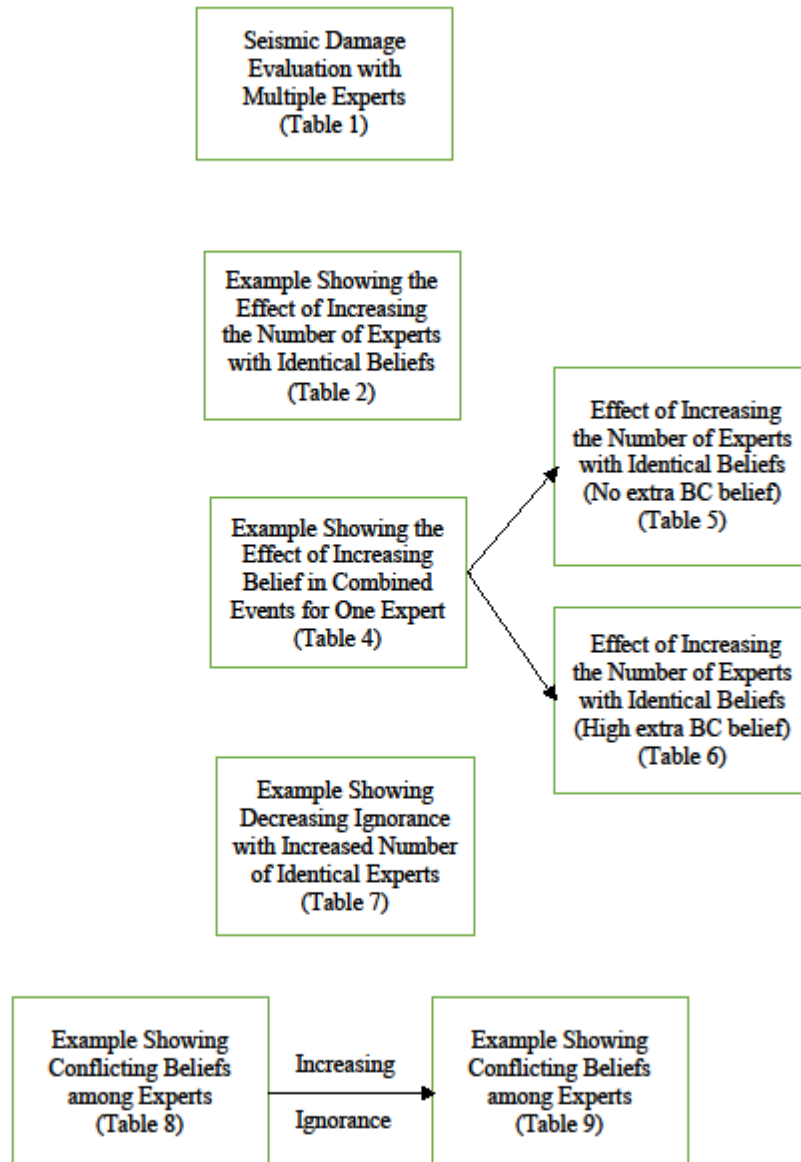 Seismic Damage
Evaluation with
Multiple Experts
(Table 1)
Example Showing the
Effect of Increasing
the Number of Experts
with Identical Beliefs
(Table 2)
Example Showing the
Effect of Increasing
Belief in Combined
Events for One Expert
(Table 4)
Effect of Increasing
the Number of Experts
with Identical Beliefs
(No extra BC belief)
(Table 5)
Effect of Increasing
the Number of Experts
with Identical Beliefs
(High extra BC belief)
(Table 6)
Example Showing
Decreasing Ignorance
with Increased Number
of Identical Experts
(Table 7)
Example Showing
Conflicting Beliefs
among Experts
(Table 8)
Increasing
Ignorance
Example Showing
Conflicting Beliefs
among Experts
(Table 9)